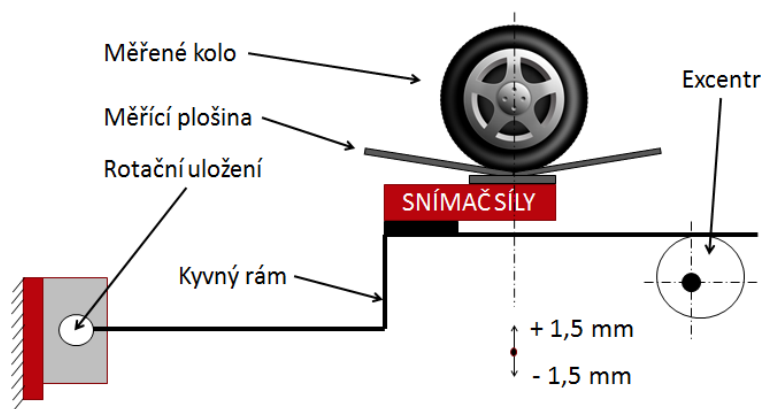 Měřené kolo
Excentr
Měřící plošina
Rotační uložení
SNÍMAČ SÍLY
Kyvný rám
+ 1,5 mm
- 1,5 mm